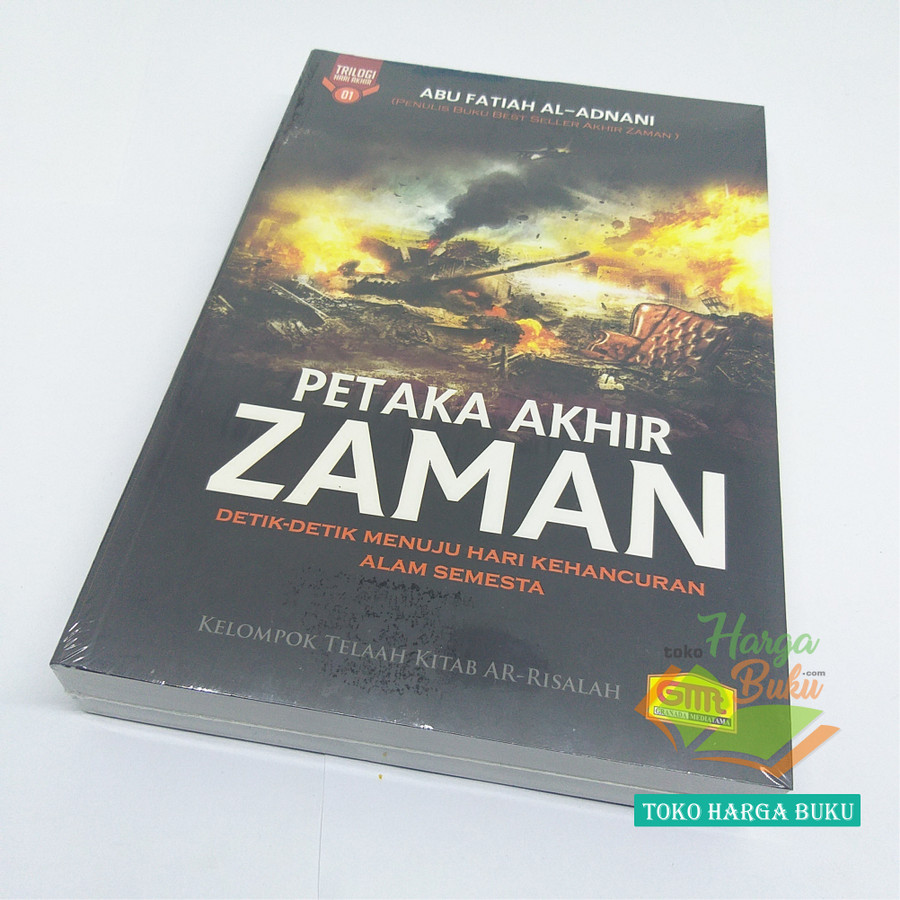 TRILOGI
HARI AKHIR
01
ABU FATIAH AL-ADNANI
(PENULIS BUKU BEST SELLER AKHIR ZAMAN)
PETAKA AKHIR
ZAMAN
DETIK-DETIK MENUJU HARI KEHANCURAN
ALAM SEMESTA
KELOMPOK TELAAH KITAB AR-RISALAH
toko Harga
Buku.com
GMt
GRANADA MEDIATAMA
TOKO HARGA BUKU